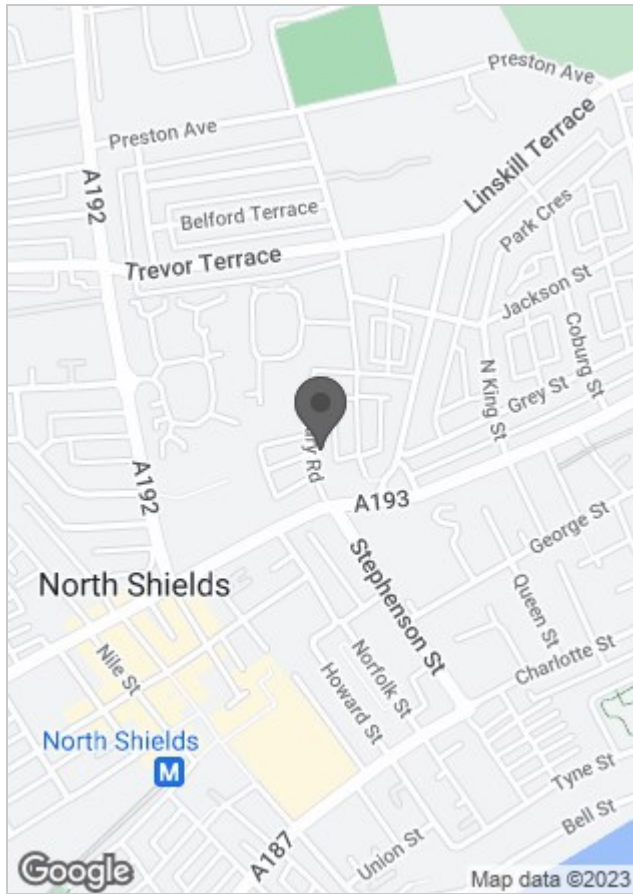 Preston Ave
Preston Ave
Linskill Terrace
A192
Belford Terrace
Park Cres
Trevor Terrace
Jackson St
Coburg St
N King St
Grey St
Rd
A193
A192
George St
Stephenson St
North Shields
Queen St
Nile St
Norfolk St
Charlotte St
Howard St
North Shields
M
Tyne St
Bell St
Union St
A187
Google
Map data ©2023